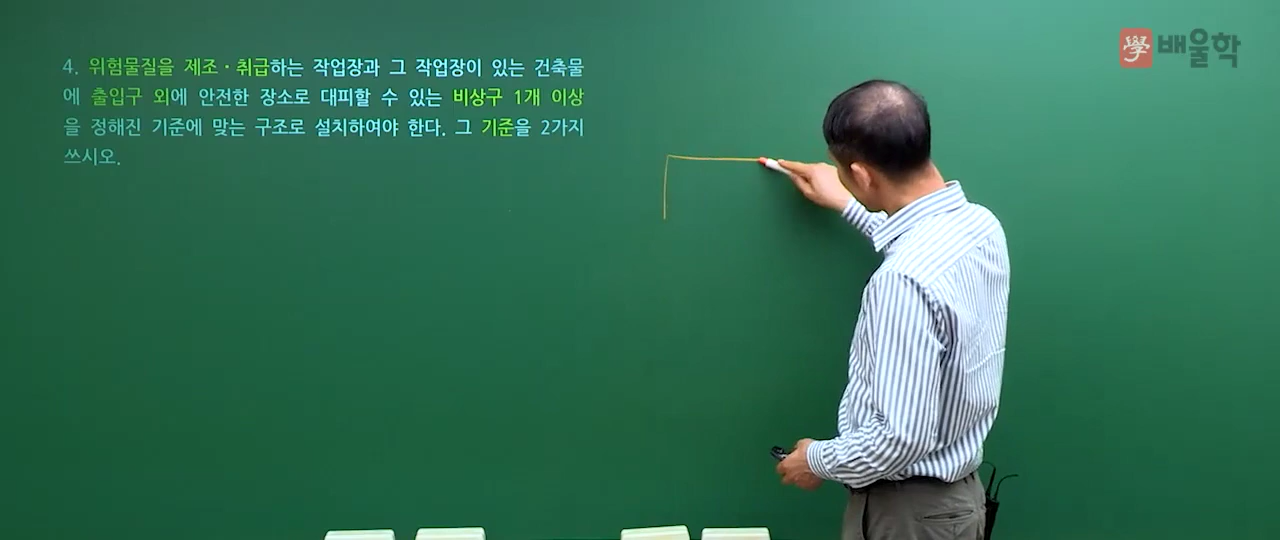 4. 위험물질을 제조·취급하는 작업장과 그 작업장이 있는 건축물
에 출입구 외에 안전한 장소로 대피할 수 있는 비상구 1개 이상
을 정해진 기준에 맞는 구조로 설치하여야 한다. 그 기준을 2가지
쓰시오.
學 배울학